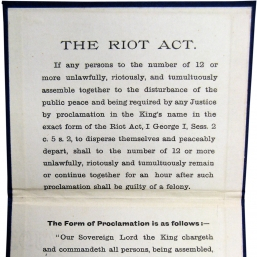 THE RIOT ACT.
If any persons to the number of 12 or
more unlawfully, riotously, and tumultuously
assemble together to the disturbance of the
public peace and being required by any Justice
by proclamation in the King's name in the
exact form of the Riot Act, I George I, Sess. 2
c. 5 s. 2, to disperse themselves and peaceably
depart, shall to the number of 12 or more
unlawfully, riotously and tumultuously remain
or continue together for an hour after such
proclamation shall be guilty of a felony.
The Form of Proclamation is as follows:—
"Our Sovereign Lord the King chargeth
and commandeth all persons, being assembled,